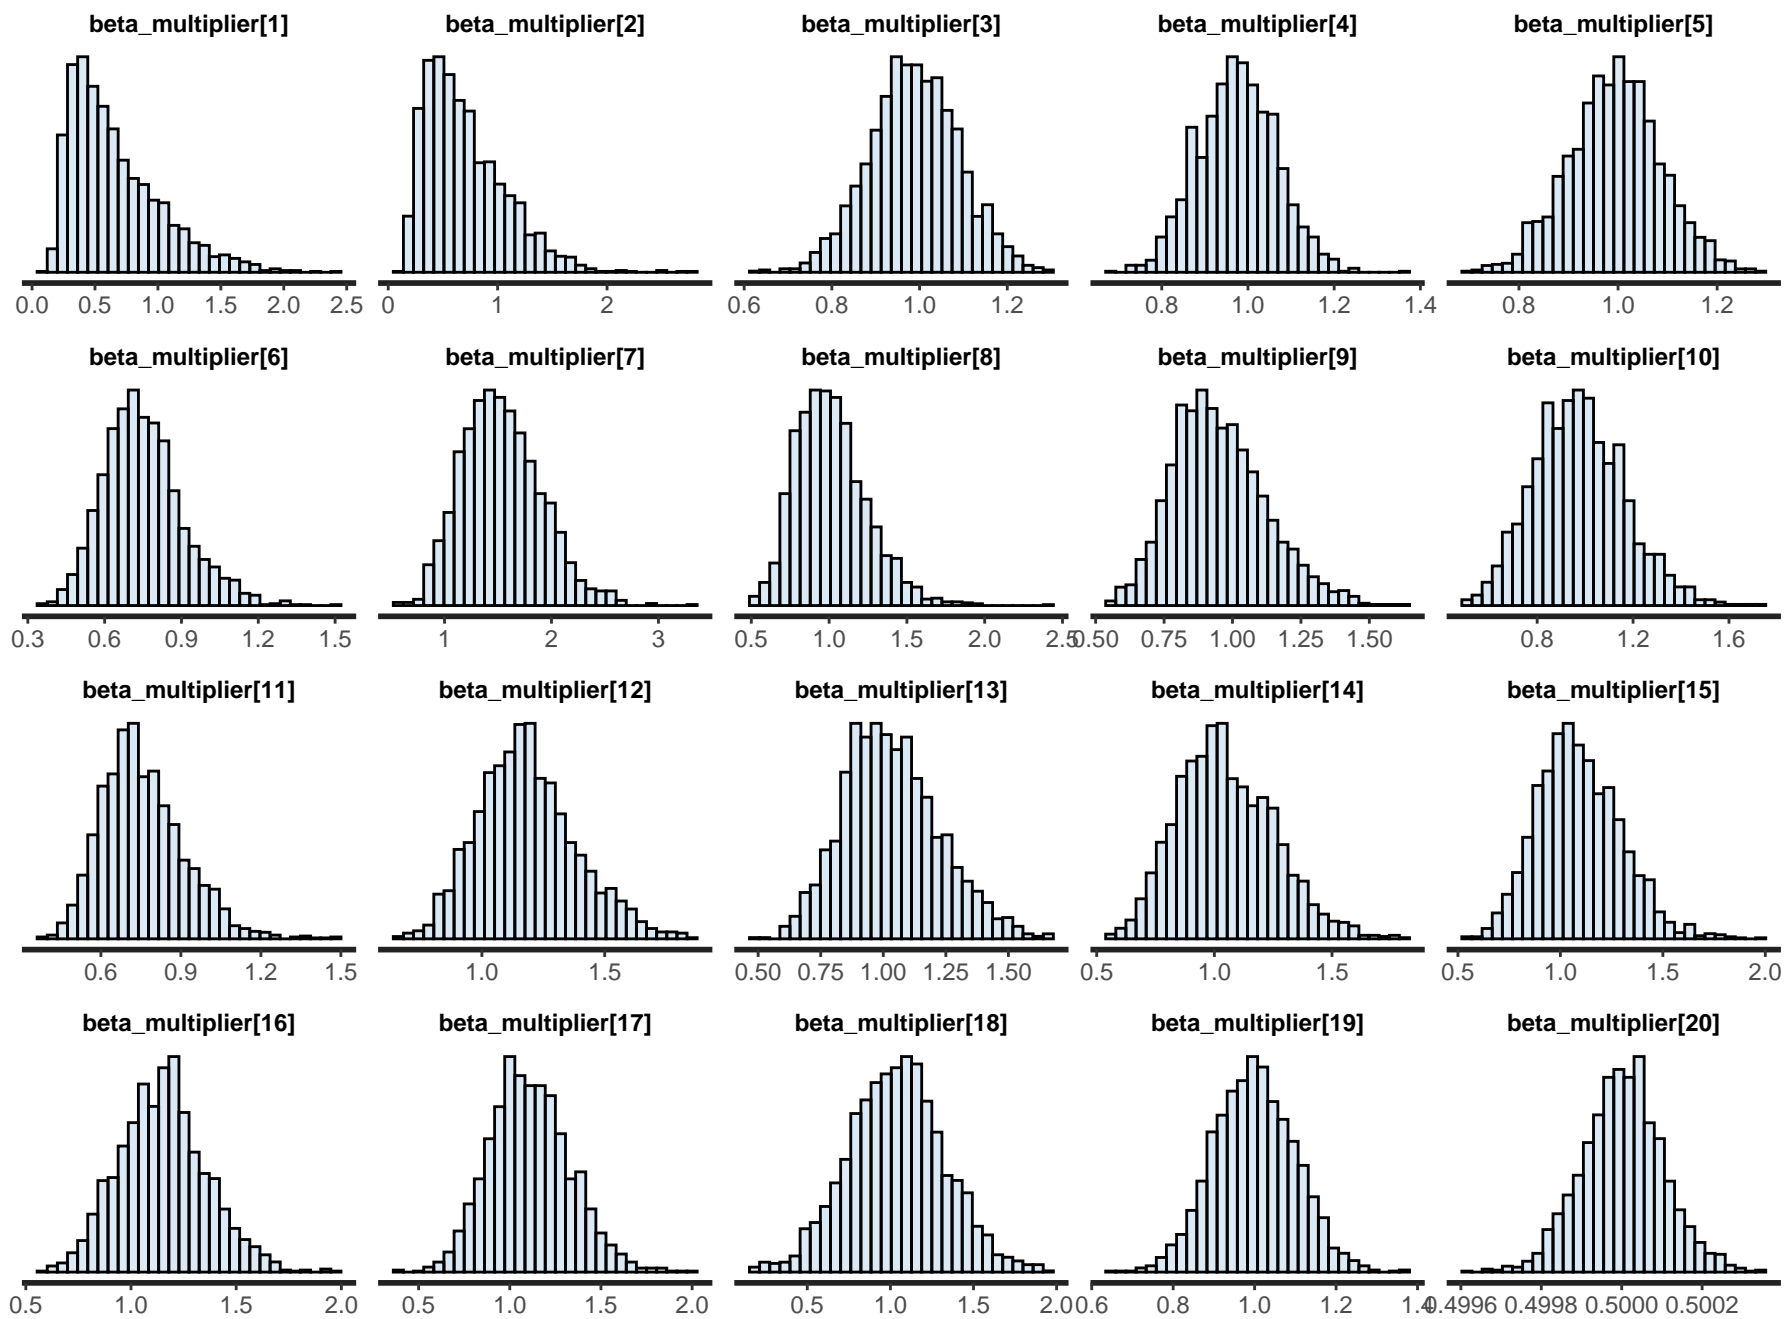 beta_multiplier[1] beta_multiplier[2] beta_multiplier[3] beta_multiplier[4] beta_multiplier[5]
0.0 0.5 1.0 1.5 2.0 2.5 0 1 2 0.6 0.8 1.0 1.2 0.8 1.0 1.2 1.4 0.8 1.0 1.2
beta_multiplier[6] beta_multiplier[7] beta_multiplier[8] beta_multiplier[9] beta_multiplier[10]
0.3 0.6 0.9 1.2 1.5 1 2 3 0.5 1.0 1.5 2.0 2.5 0.50 0.75 1.00 1.25 1.50 0.8 1.2 1.6
beta_multiplier[11] beta_multiplier[12] beta_multiplier[13] beta_multiplier[14] beta_multiplier[15]
0.6 0.9 1.2 1.5 1.0 1.5 0.50 0.75 1.00 1.25 1.50 0.5 1.0 1.5 0.5 1.0 1.5 2.0
beta_multiplier[16] beta_multiplier[17] beta_multiplier[18] beta_multiplier[19] beta_multiplier[20]
0.5 1.0 1.5 2.0 0.5 1.0 1.5 2.0 0.5 1.0 1.5 2.0 0.6 0.8 1.0 1.2 1.4 0.4996 0.4998 0.5000 0.5002